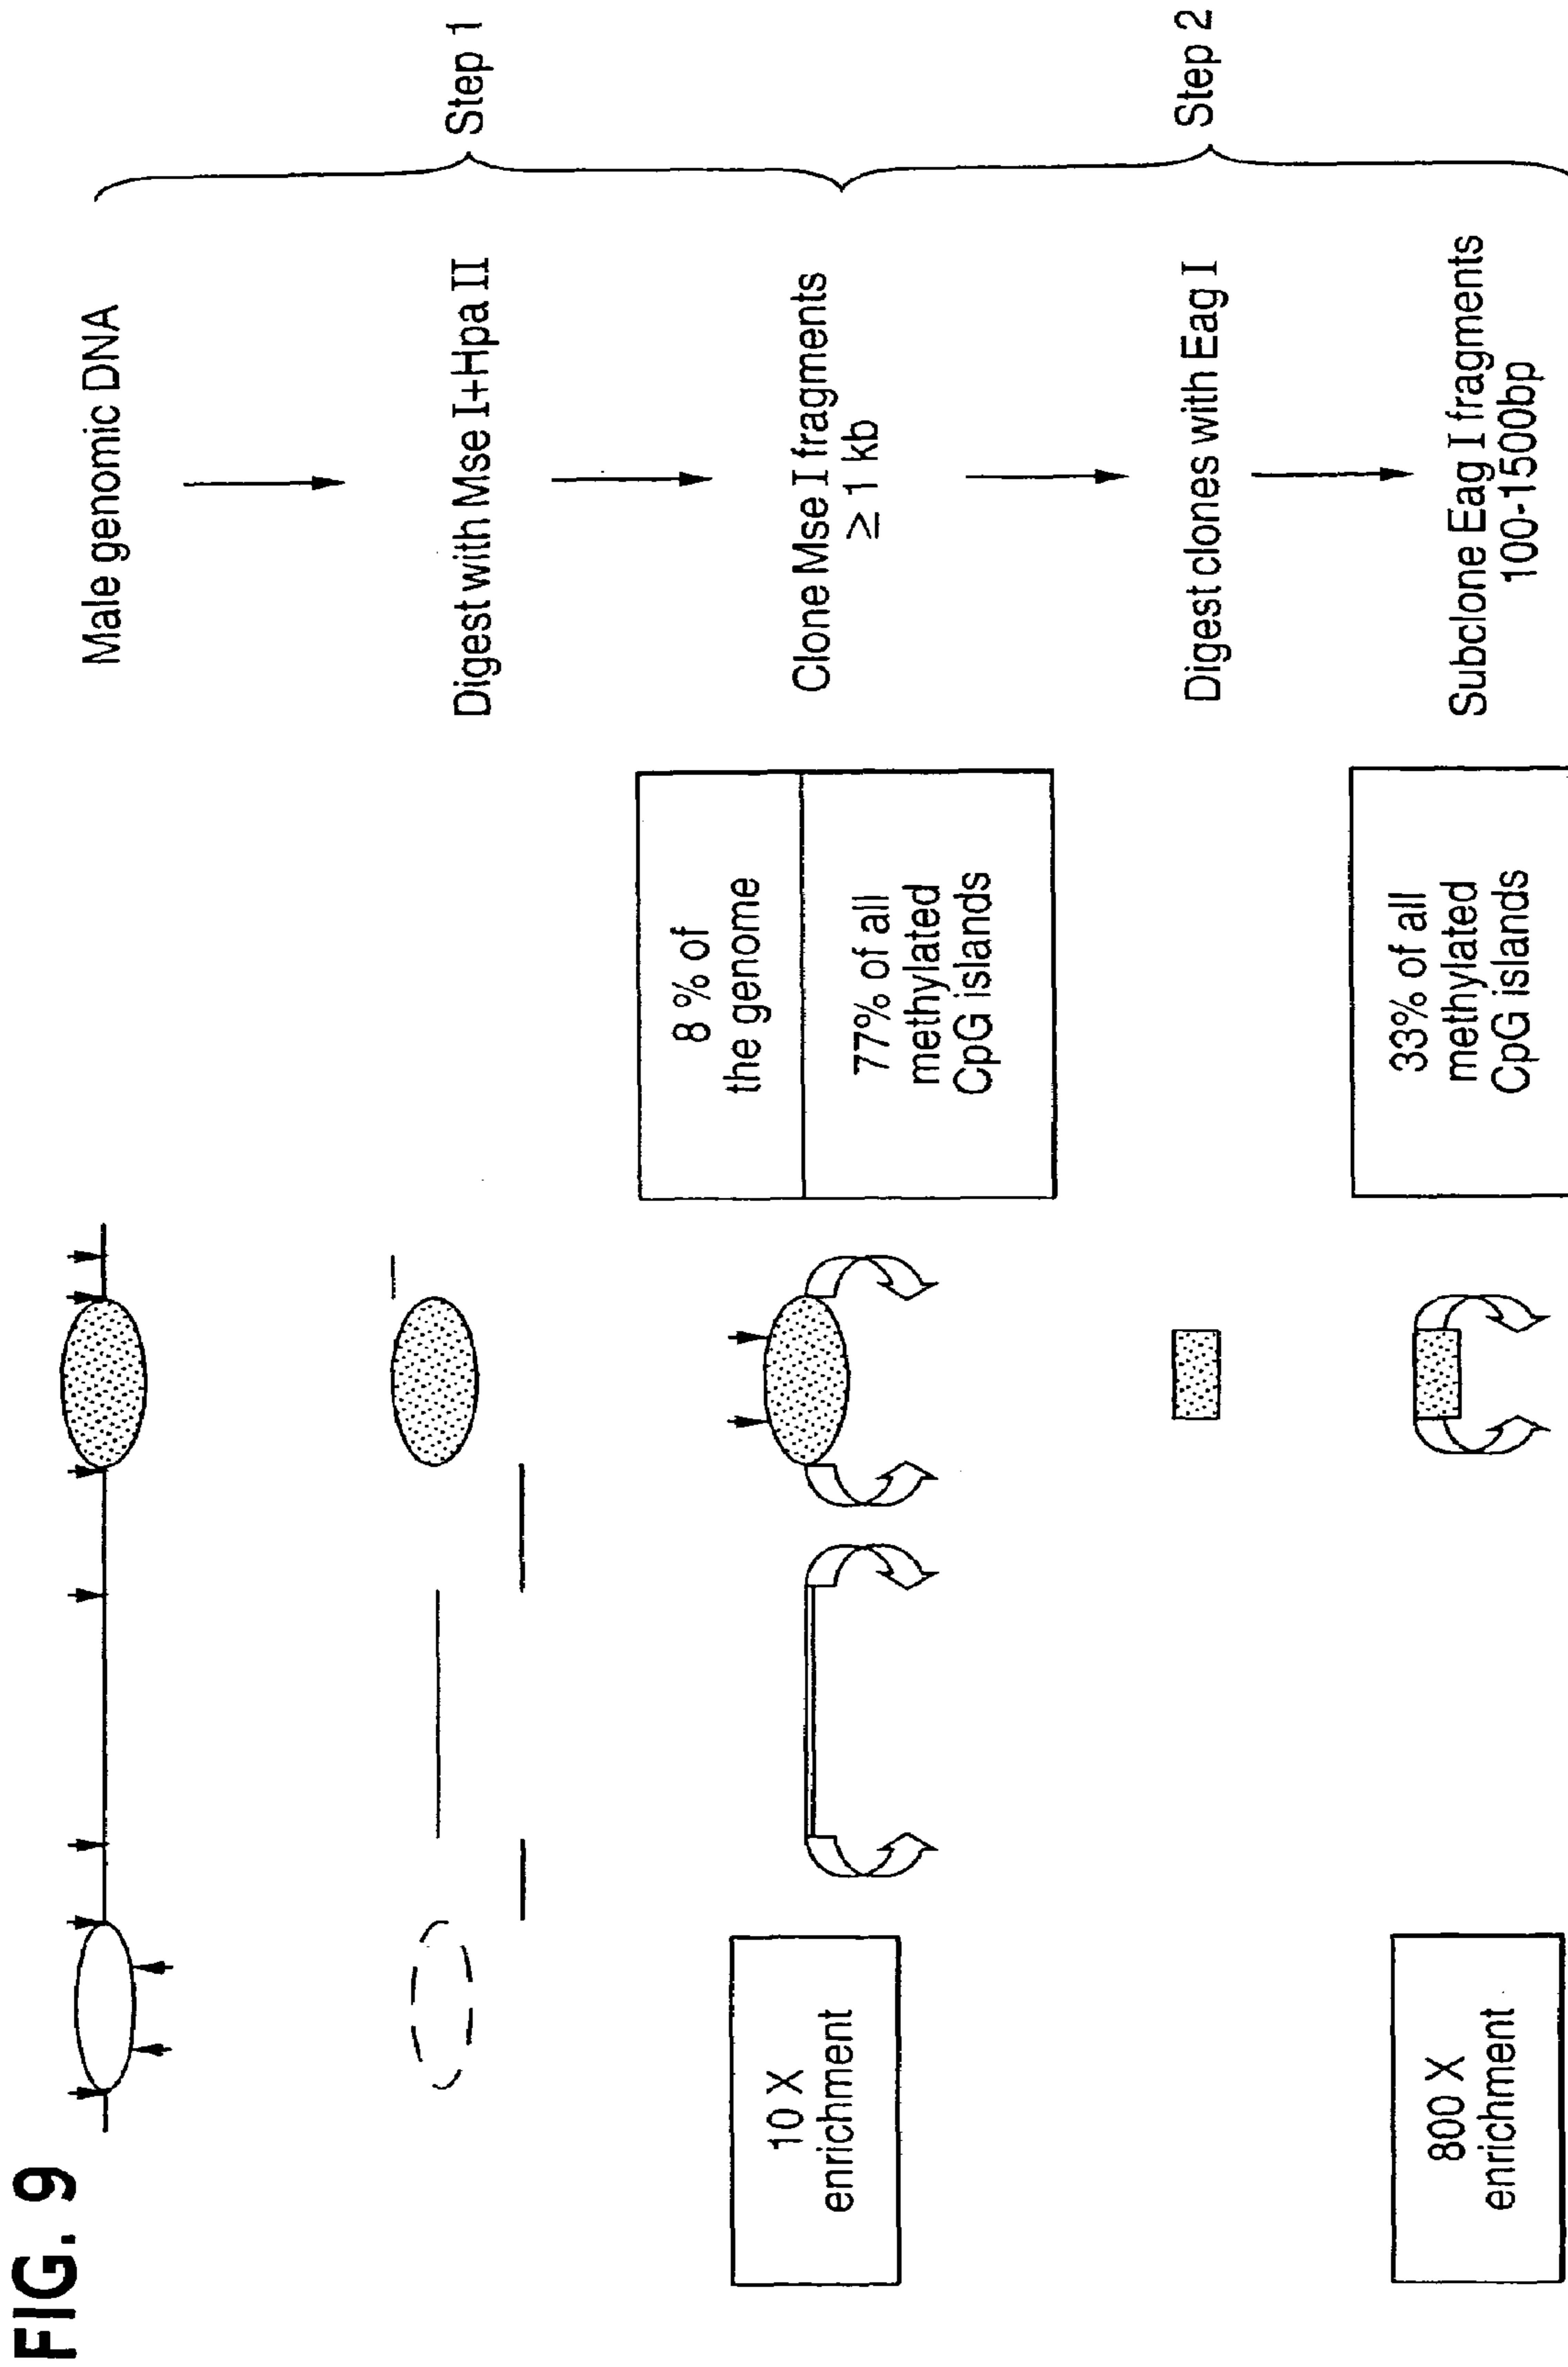 FIG. 9
Male genomic DNA
Digest with Mse I+Hpa II
Step 1
10 X
enrichment
8 % of
the genome
77% of all
methylated
CpG islands
Clone Mse I fragments
≥ 1 kb
Digest clones with Eag I
Step 2
800 X
enrichment
33% of all
methylated
CpG islands
Subclone Eag I fragments
100-1500bp